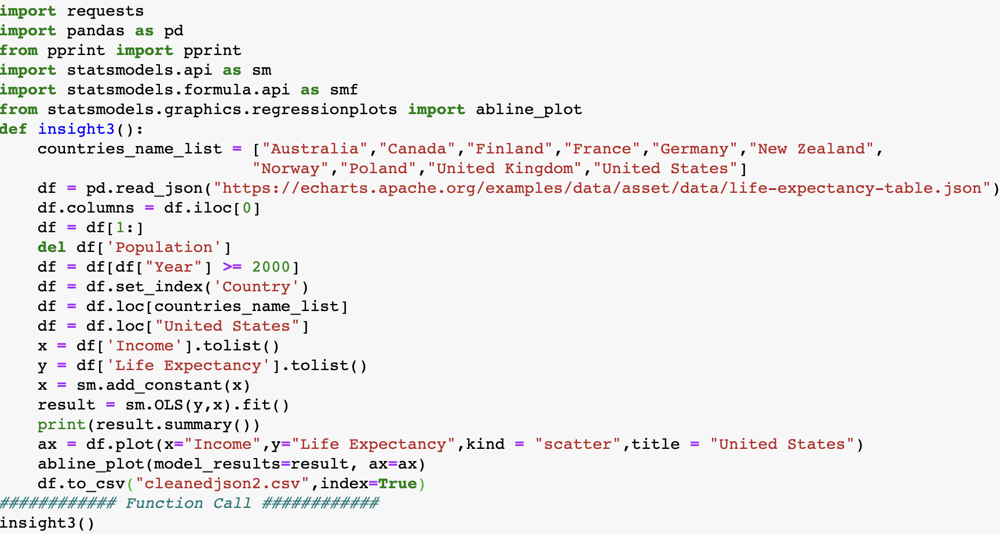 import requests
import pandas as pd
from pprint import pprint
import statsmodels.api as sm
import statsmodels.formula.api as smf
from statsmodels.graphics.regressionplots import abline_plot
def insight3():
    countries_name_list = ["Australia","Canada","Finland","France","Germany","New Zealand",
                          "Norway","Poland","United Kingdom","United States"]
    df = pd.read_json("https://echarts.apache.org/examples/data/asset/data/life-expectancy-table.json")
    df.columns = df.iloc[0]
    df = df[1:]
    del df['Population']
    df = df[df["Year"] >= 2000]
    df = df.set_index('Country')
    df = df.loc[countries_name_list]
    df = df.loc["United States"]
    x = df['Income'].tolist()
    y = df['Life Expectancy'].tolist()
    x = sm.add_constant(x)
    result = sm.OLS(y,x).fit()
    print(result.summary())
    ax = df.plot(x="Income",y="Life Expectancy",kind = "scatter",title = "United States")
    abline_plot(model_results=result, ax=ax)
    df.to_csv("cleanedjson2.csv",index=True)
############ Function Call ############
insight3()